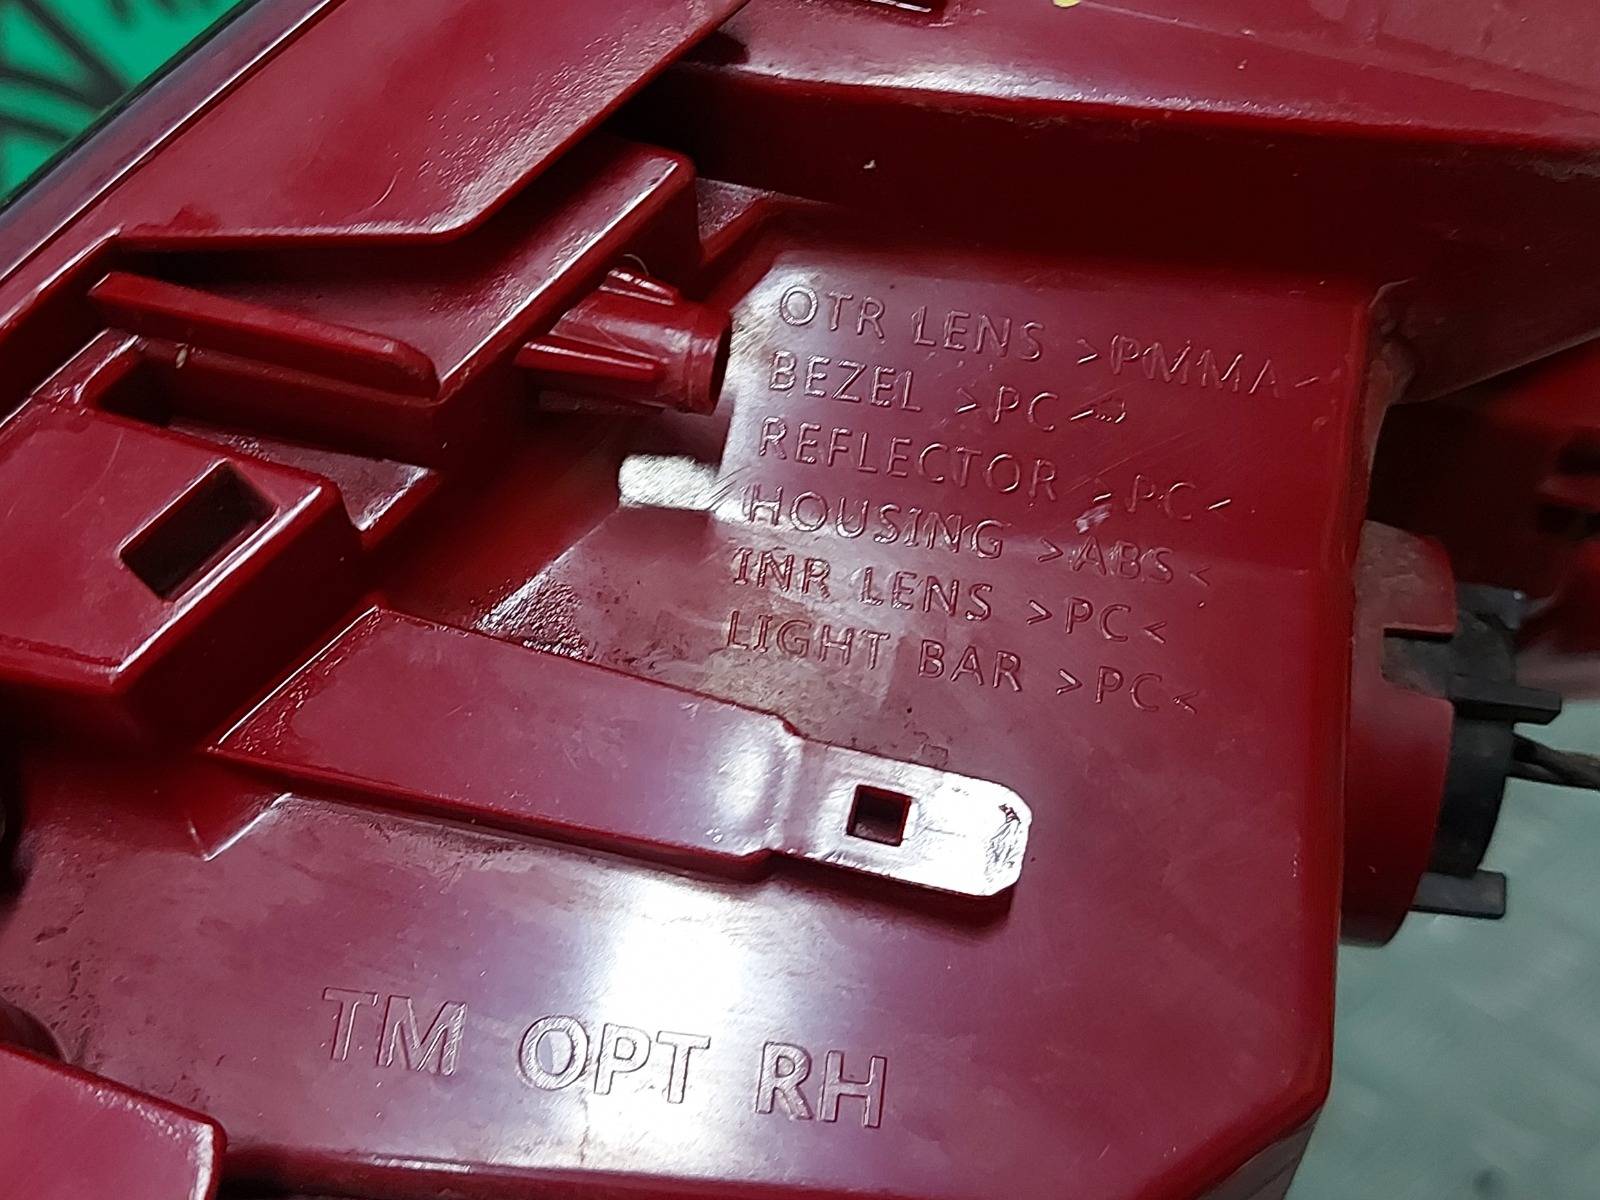 OTR LENS >PMMA<
BEZEL >PC<
REFLECTOR >PC<
HOUSING >ABS<
INR LENS >PC<
LIGHT BAR >PC<
TM OPT RH